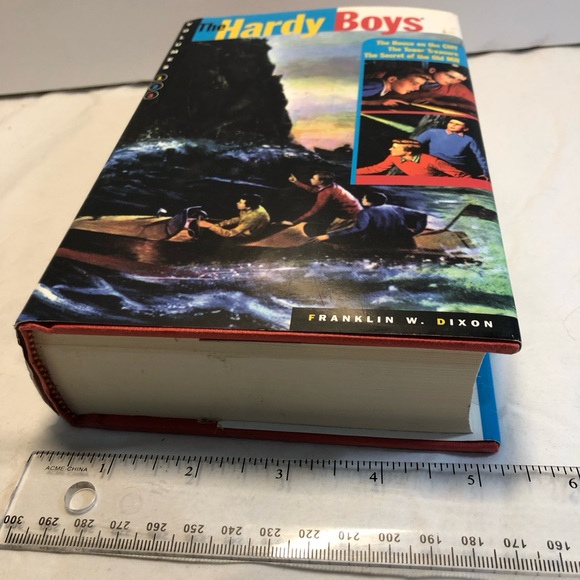 The Hardy Boys
The House on the Cliff
The Tower Treasure
The Secret of the Old Mill
FRANKLIN W. DIXON
ACME-CHINA
1 2 3 4 5 6
300 290 280 270 260 250 240 230 220 210 200 190 180 170 160